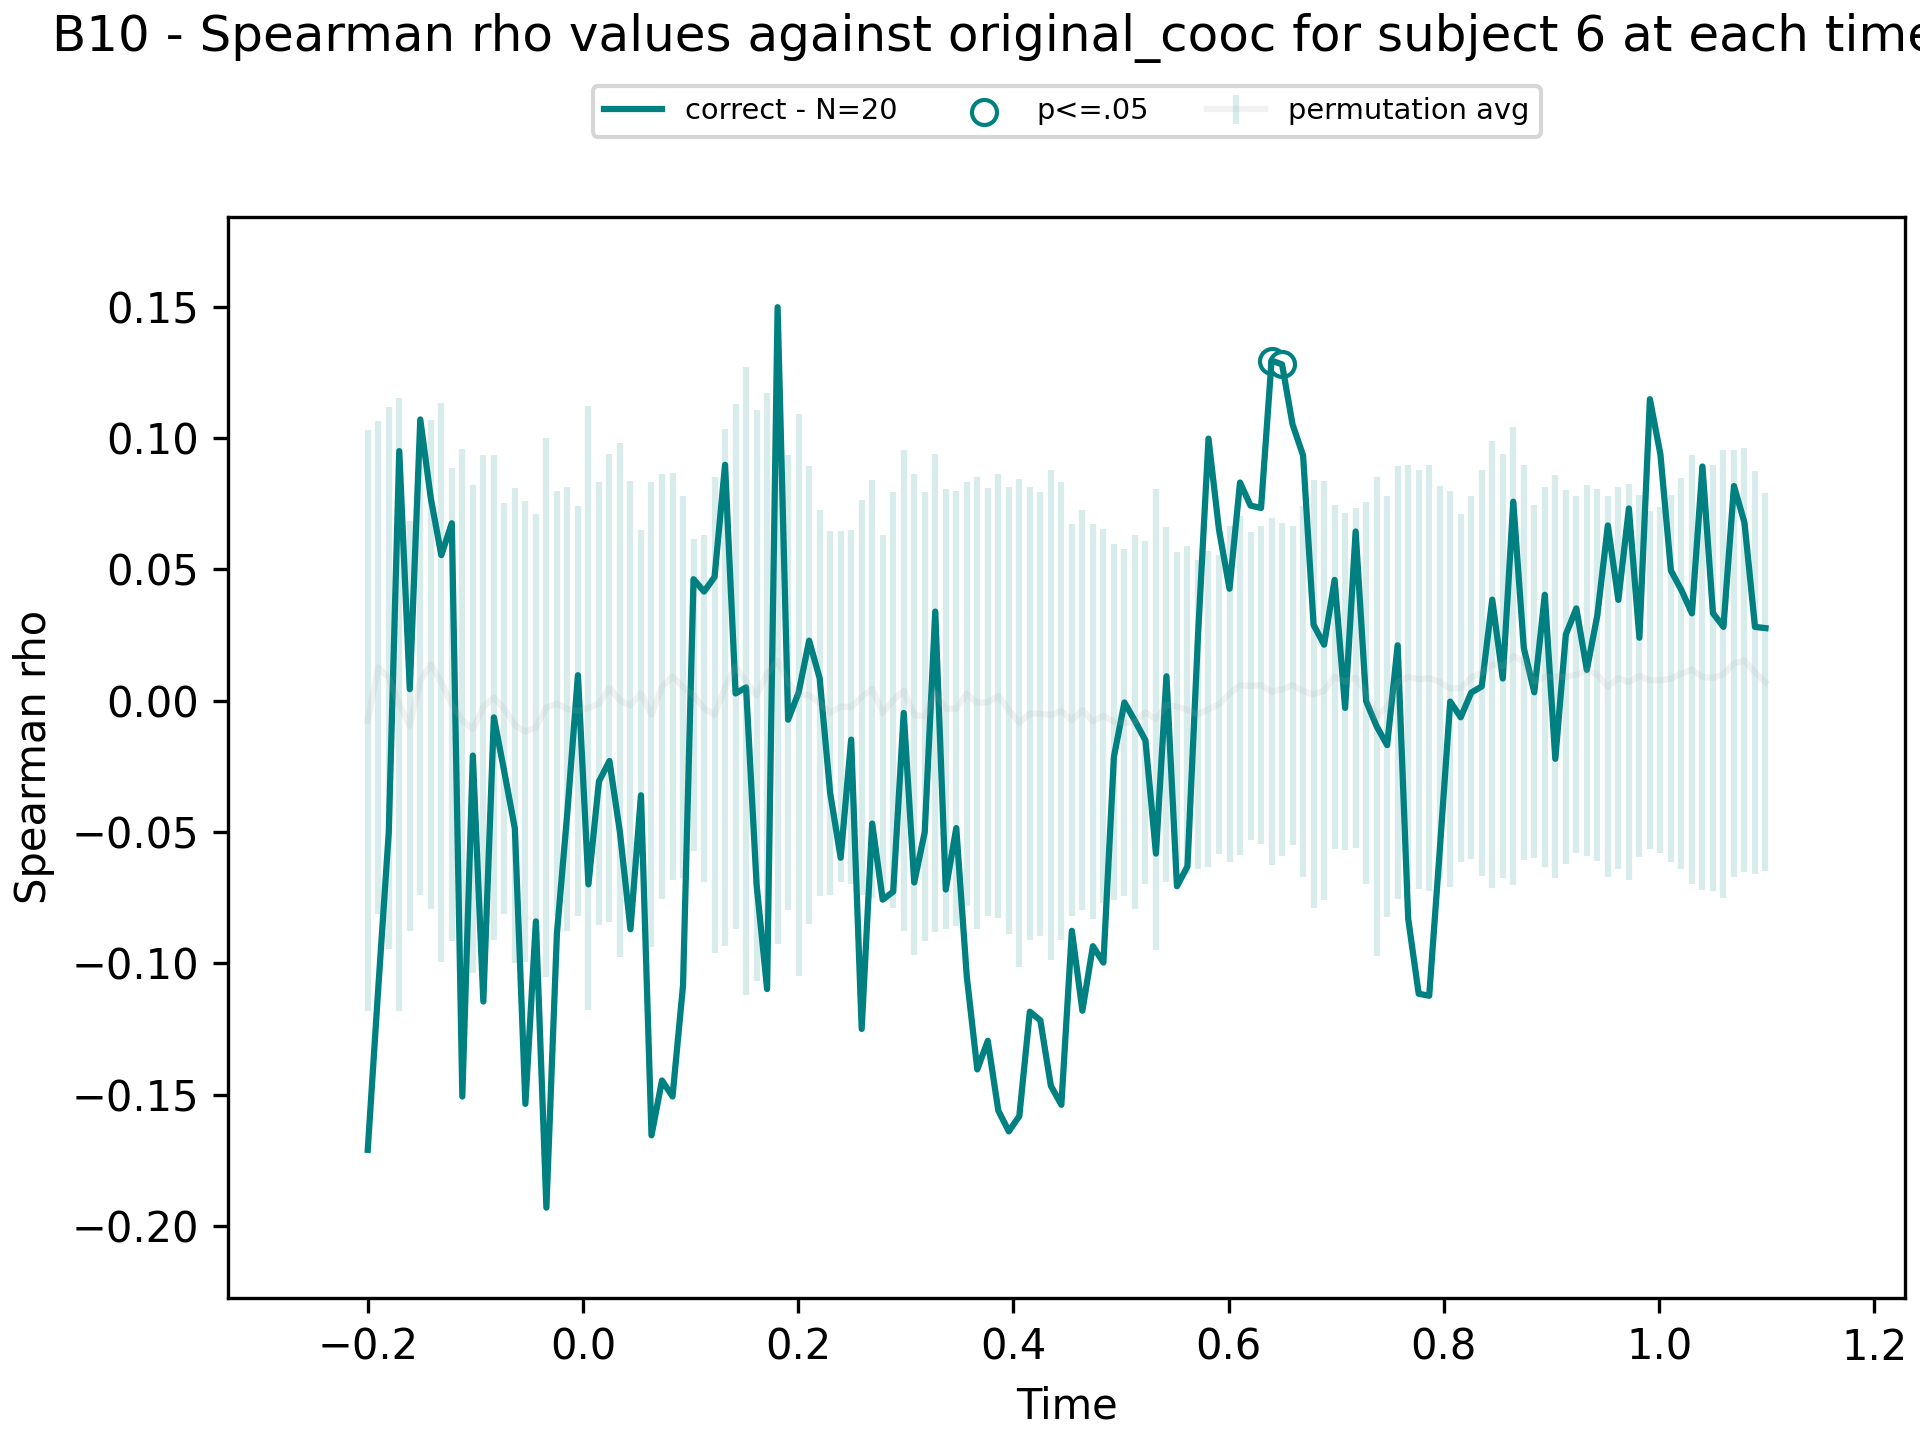 B10 - Spearman rho values against original_cooc for subject 6 at each time
correct - N=20 p<=.05 permutation avg
0.15
0.10
0.05
0.00
−0.05
−0.10
−0.15
−0.20
Spearman rho
−0.2 0.0 0.2 0.4 0.6 0.8 1.0 1.2
Time